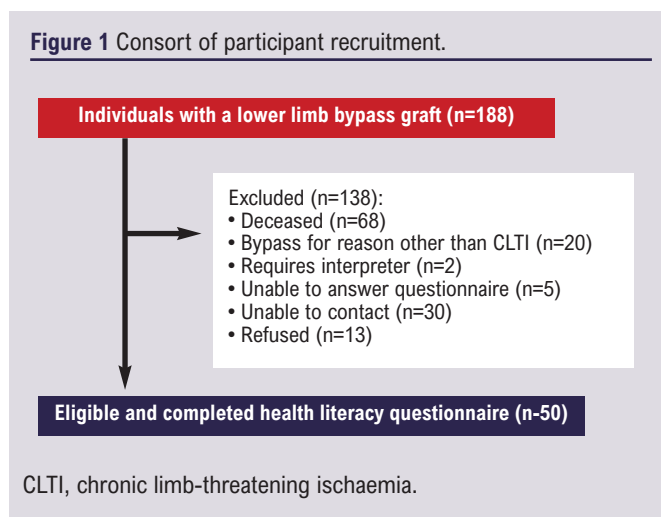 Figure 1 Consort of participant recruitment.
Individuals with a lower limb bypass graft (n=188)
Excluded (n=138):
• Deceased (n=68)
• Bypass for reason other than CLTI (n=20)
• Requires interpreter (n=2)
• Unable to answer questionnaire (n=5)
• Unable to contact (n=30)
• Refused (n=13)
Eligible and completed health literacy questionnaire (n-50)
CLTI, chronic limb-threatening ischaemia.